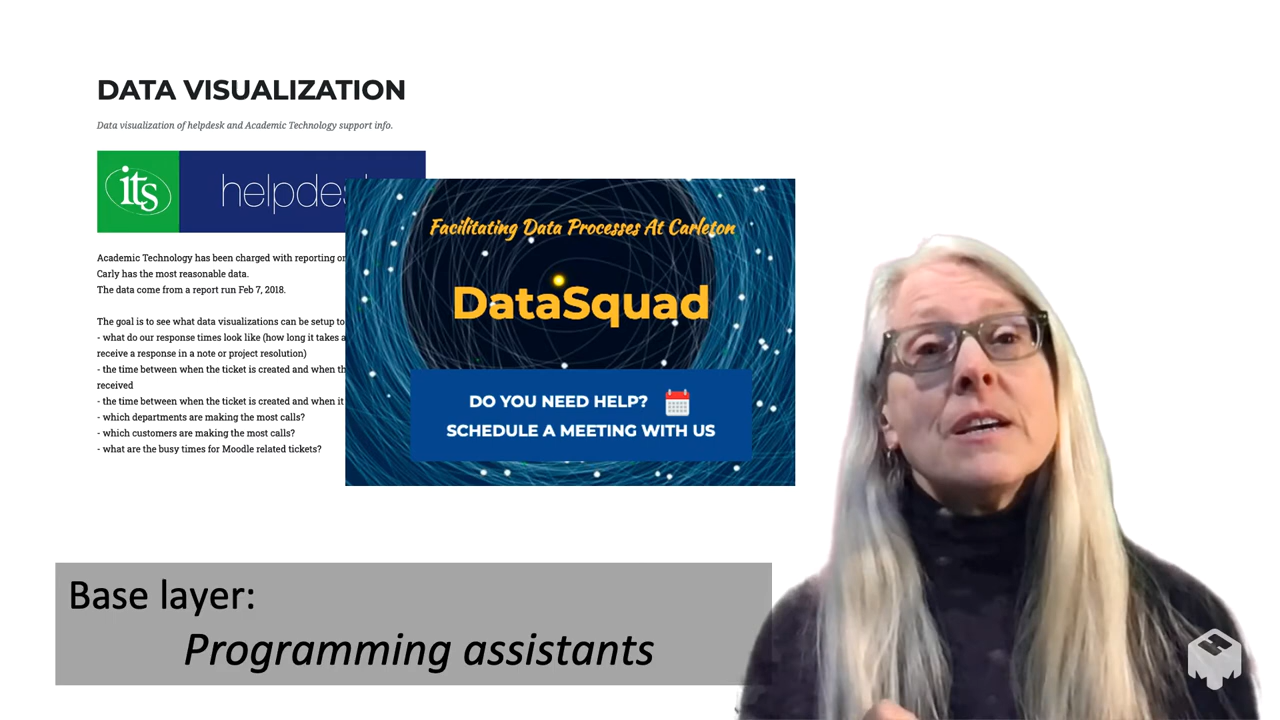 DATA VISUALIZATION
Data visualization of helpdesk and Academic Technology support info.
its
Academic Technology has been charged with reporting
Carly has the most reasonable data.
The data come from a report run Feb 7, 2018.
The goal is to see what data visualizations can be setup to
- what do our response times look like (how long it takes
receive a response in a note or project resolution)
- the time between when the ticket is created and when
received
- the time between when the ticket is created and when it
- which departments are making the most calls?
- which customers are making the most calls?
- what are the busy times for Moodle related tickets?
Facilitating Data Processes At Carleton
DataSquad
DO YOU NEED HELP?
SCHEDULE A MEETING WITH US
Base layer:
Programming assistants